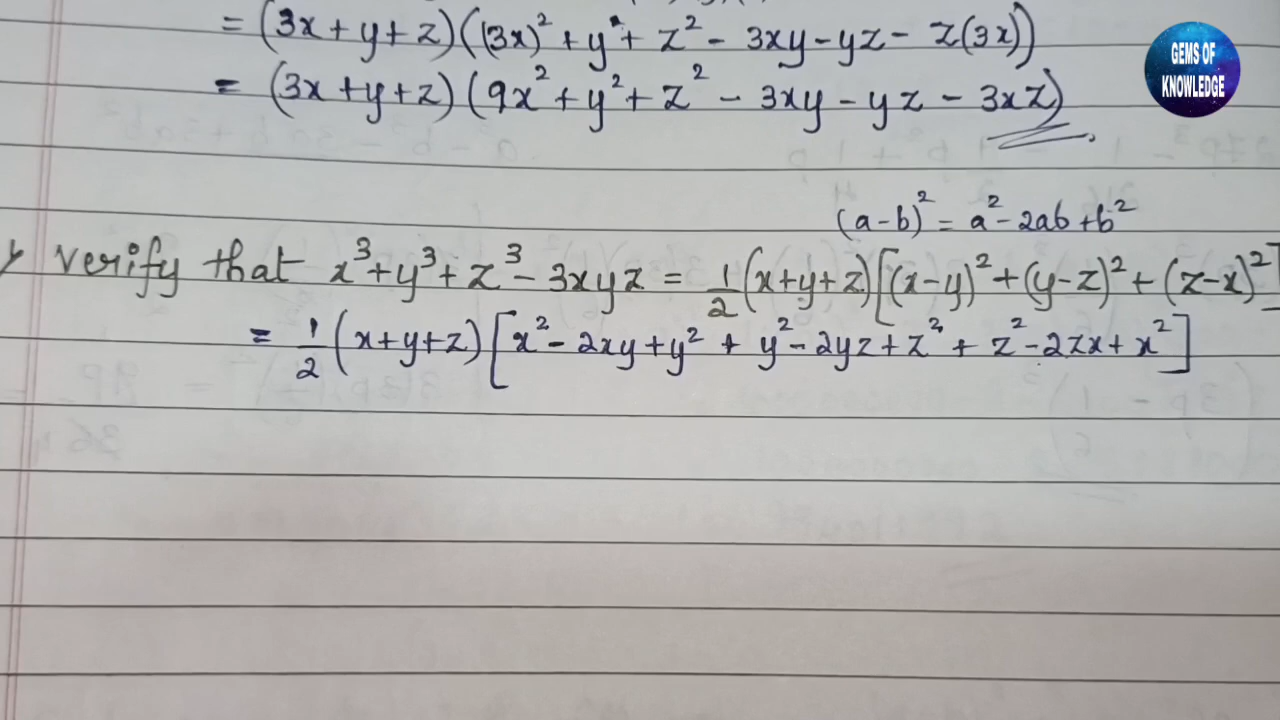 = (3x+y+z)((3x)² + y² + z² - 3xy - yz - z(3x))
= (3x+y+z)(9x² + y² + z² - 3xy - yz - 3xz)
GEMS OF
KNOWLEDGE
(a-b)² = a² - 2ab + b²
verify that x³+y³+z³ - 3xyz = 1/2 (x+y+z)[(x-y)² + (y-z)² + (z-x)²]
= 1/2 (x+y+z)[x² - 2xy + y² + y² - 2yz + z² + z² - 2zx + x²]